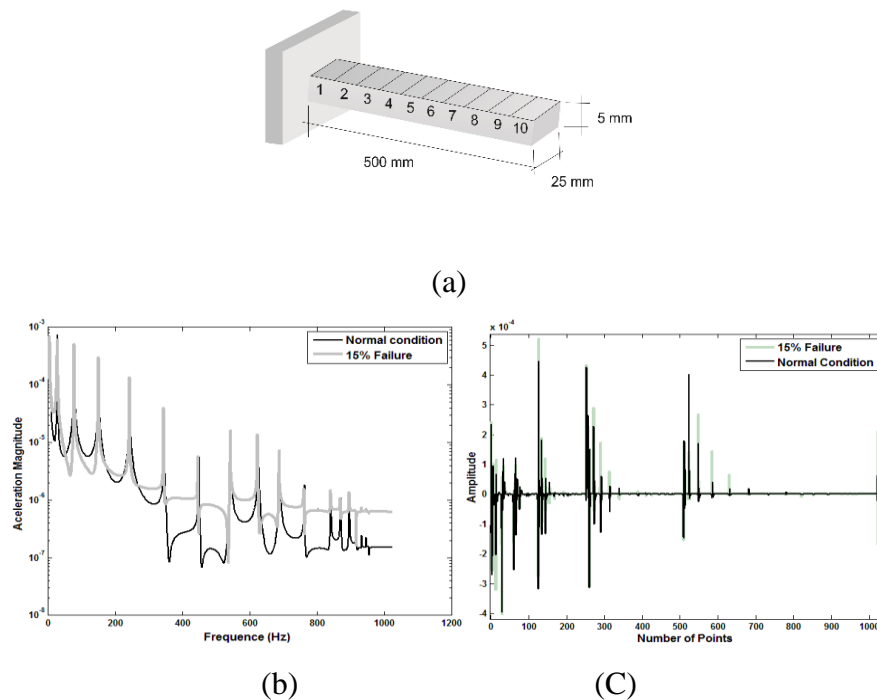 1 2 3 4 5 6 7 8 9 10
5 mm
500 mm
25 mm
(a)
10^-3
10^-4
10^-5
10^-6
10^-7
10^-8
Aceleration Magnitude
Normal condition
15% Failure
0 200 400 600 800 1000 1200
Frequence (Hz)
(b)
x 10^-4
5
4
3
2
1
0
-1
-2
-3
-4
Amplitude
15% Failure
Normal Condition
0 100 200 300 400 500 600 700 800 900 1000
Number of Points
(C)